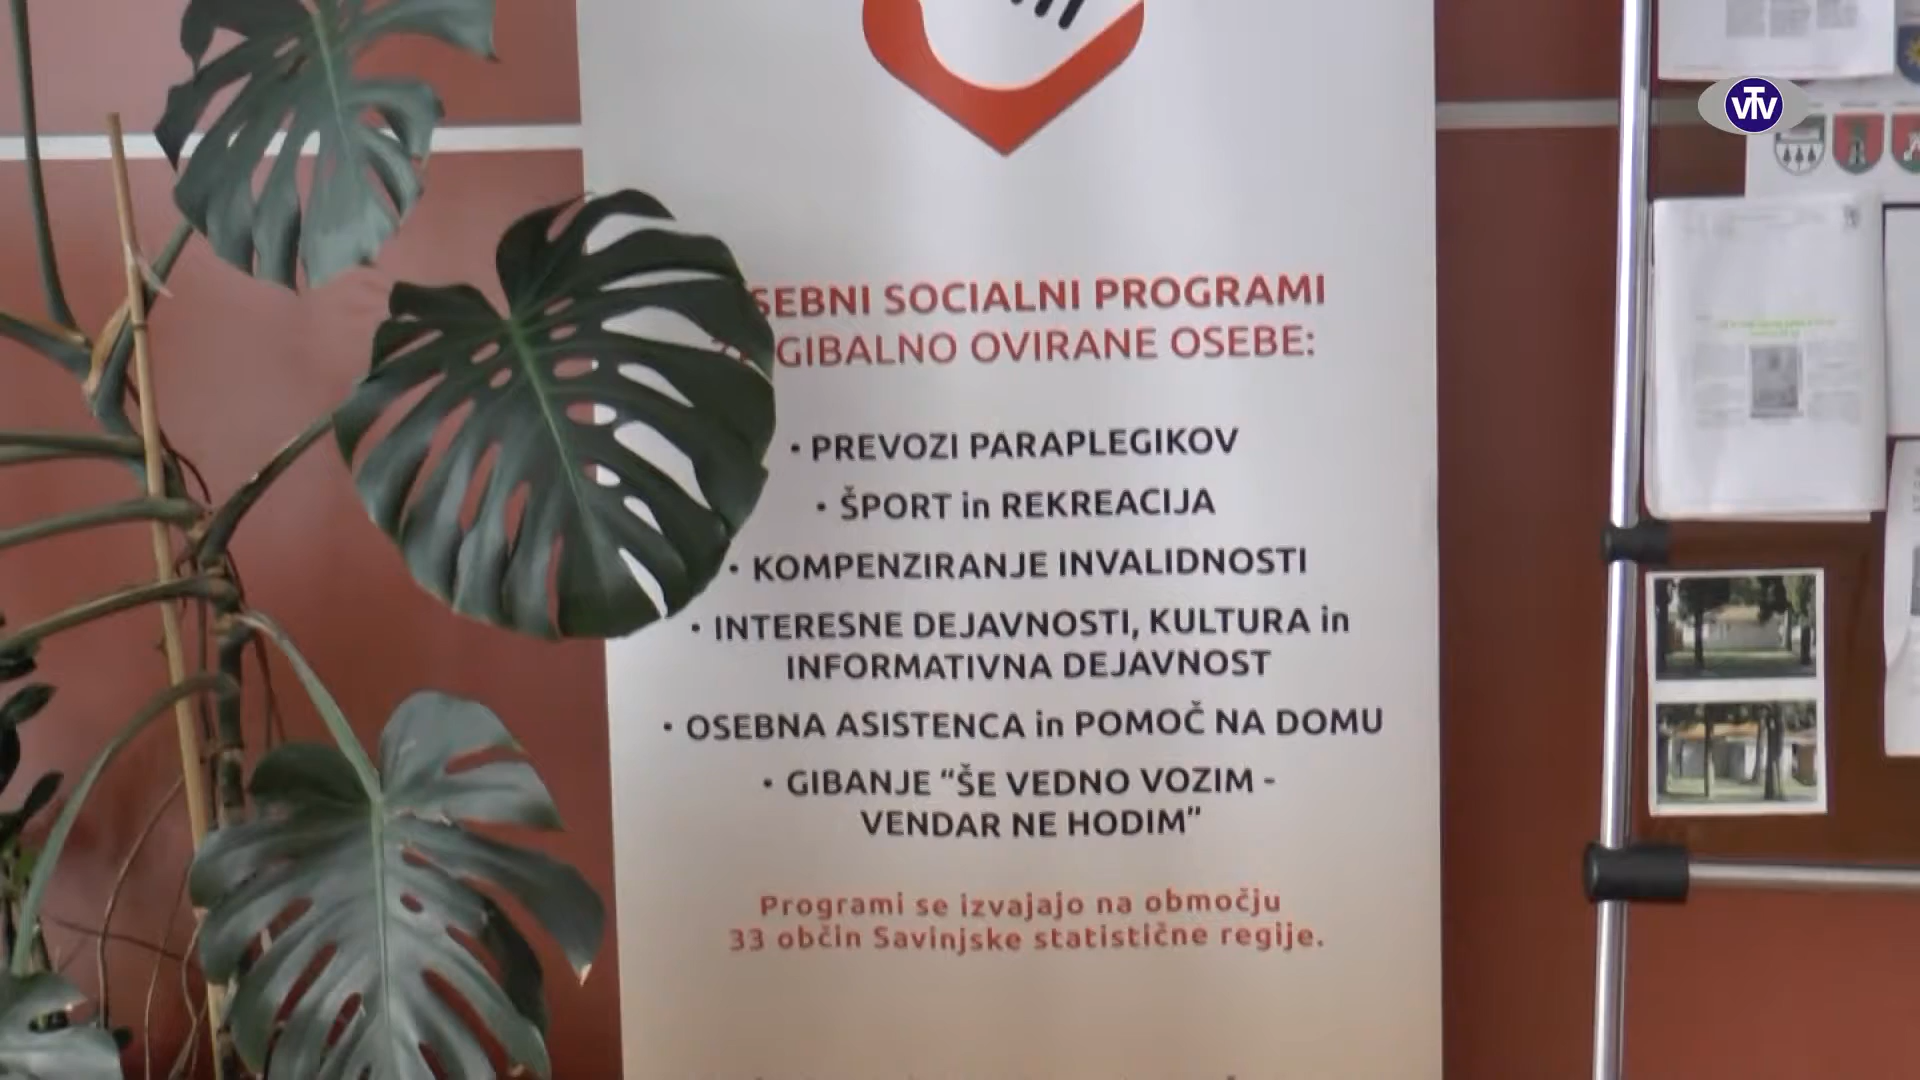 VTV
SEBNI SOCIALNI PROGRAMI
GIBALNO OVIRANE OSEBE:
• PREVOZI PARAPLEGIKOV
• ŠPORT in REKREACIJA
• KOMPENZIRANJE INVALIDNOSTI
• INTERESNE DEJAVNOSTI, KULTURA in
INFORMATIVNA DEJAVNOST
• OSEBNA ASISTENCA in POMOČ NA DOMU
• GIBANJE “ŠE VEDNO VOZIM -
VENDAR NE HODIM”
Programi se izvajajo na območju
33 občin Savinjske statistične regije.